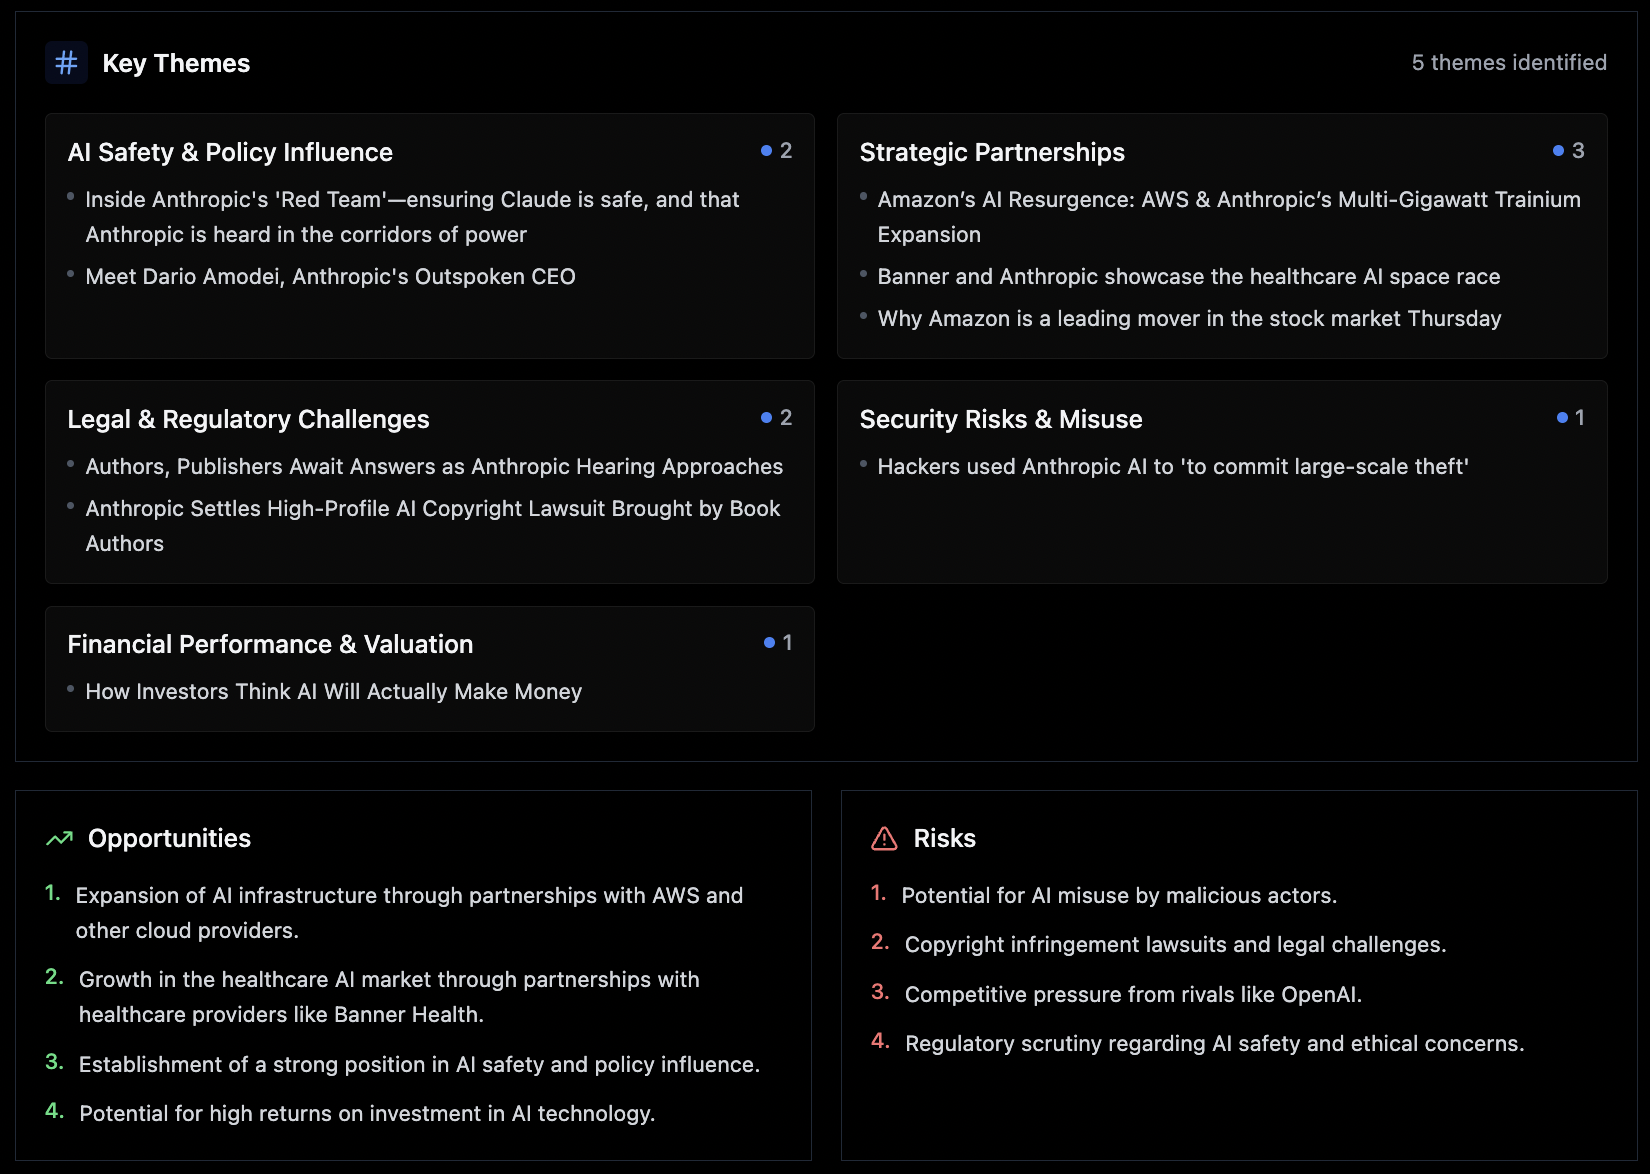 Key Themes
5 themes identified
AI Safety & Policy Influence
2
Inside Anthropic's 'Red Team'—ensuring Claude is safe, and that
Anthropic is heard in the corridors of power
Meet Dario Amodei, Anthropic's Outspoken CEO
Strategic Partnerships
3
Amazon’s AI Resurgence: AWS & Anthropic’s Multi-Gigawatt Trainium
Expansion
Banner and Anthropic showcase the healthcare AI space race
Why Amazon is a leading mover in the stock market Thursday
Legal & Regulatory Challenges
2
Authors, Publishers Await Answers as Anthropic Hearing Approaches
Anthropic Settles High-Profile AI Copyright Lawsuit Brought by Book
Authors
Security Risks & Misuse
1
Hackers used Anthropic AI to 'to commit large-scale theft'
Financial Performance & Valuation
1
How Investors Think AI Will Actually Make Money
Opportunities
1. Expansion of AI infrastructure through partnerships with AWS and
other cloud providers.
2. Growth in the healthcare AI market through partnerships with
healthcare providers like Banner Health.
3. Establishment of a strong position in AI safety and policy influence.
4. Potential for high returns on investment in AI technology.
Risks
1. Potential for AI misuse by malicious actors.
2. Copyright infringement lawsuits and legal challenges.
3. Competitive pressure from rivals like OpenAI.
4. Regulatory scrutiny regarding AI safety and ethical concerns.